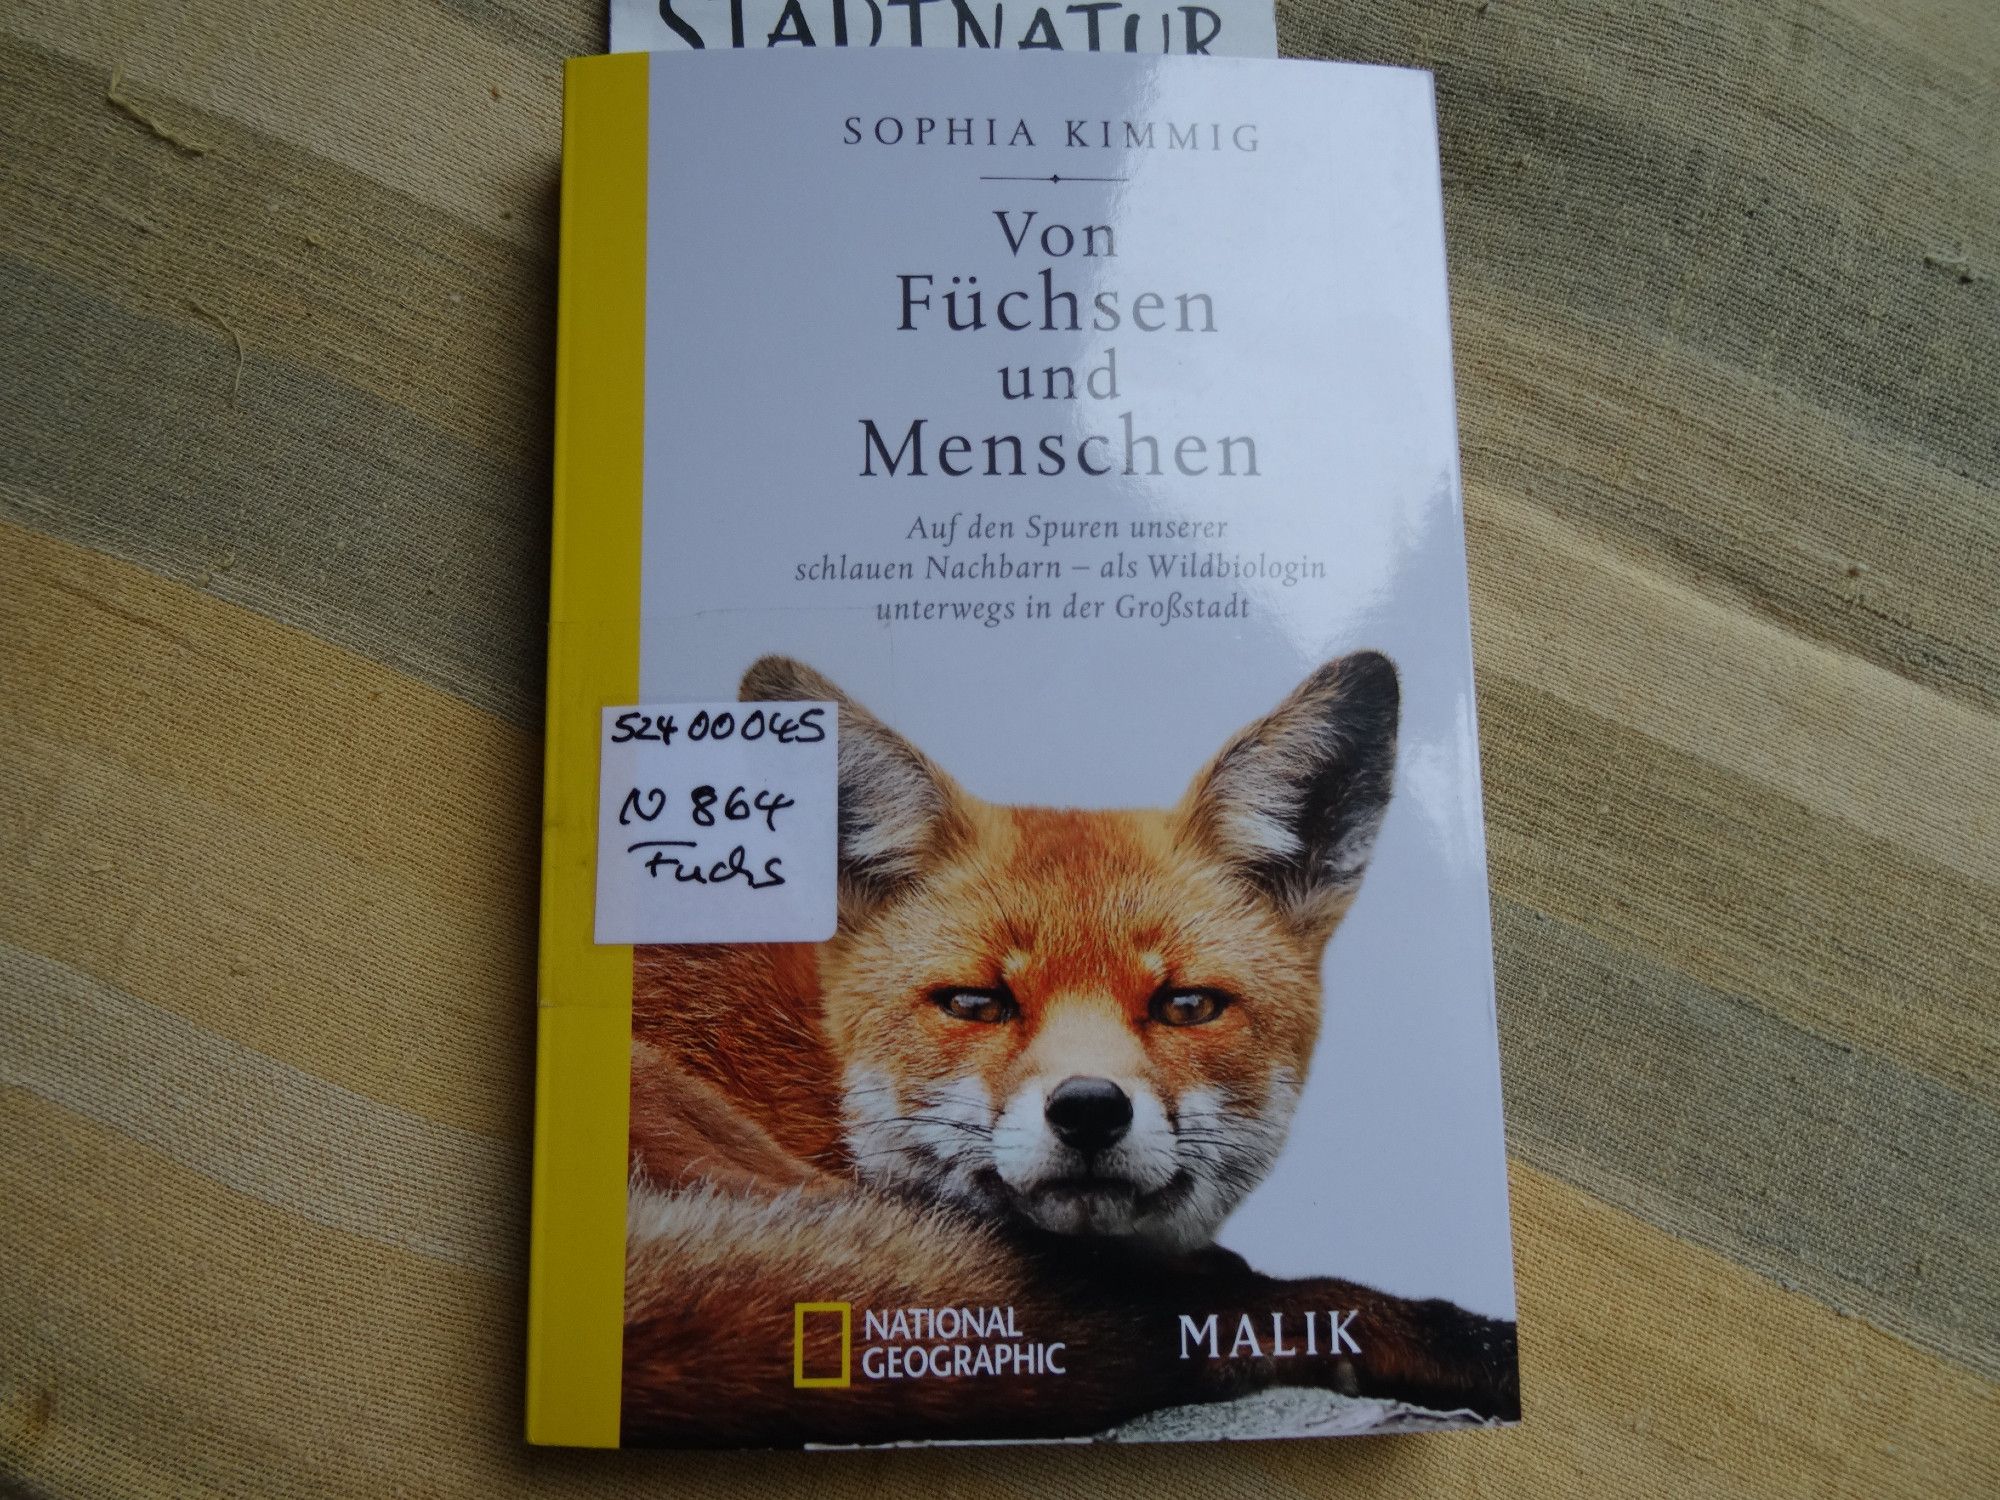 STADTNATUR
SOPHIA KIMMIG
Von
Füchsen
und
Menschen
Auf den Spuren unserer
schlauen Nachbarn – als Wildbiologin
unterwegs in der Großstadt
52400045
N 864
Fuchs
NATIONAL
GEOGRAPHIC
MALIK